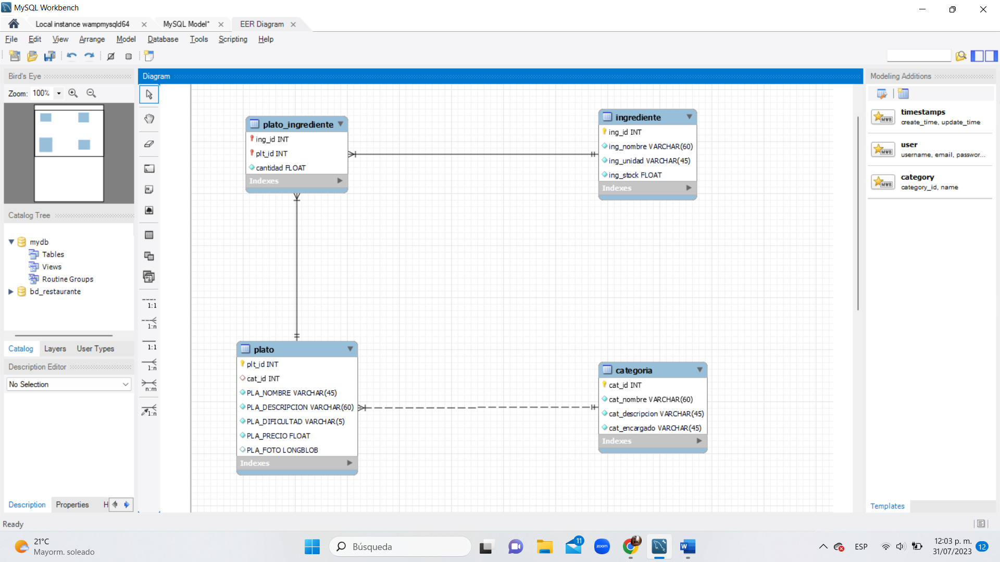 MySQL Workbench
Local instance wampmysqld64
MySQL Model*
EER Diagram
File Edit View Arrange Model Database Tools Scripting Help
Bird's Eye
Zoom: 100%
Catalog Tree
mydb
Tables
Views
Routine Groups
bd_restaurante
Catalog Layers User Types
Description Editor
No Selection
Description Properties H
Ready
Diagram
1:1
1:n
1:1
1:n
n:m
1:n
plato_ingrediente
ing_id INT
plt_id INT
cantidad FLOAT
Indexes
ingrediente
ing_id INT
ing_nombre VARCHAR(60)
ing_unidad VARCHAR(45)
ing_stock FLOAT
Indexes
plato
plt_id INT
cat_id INT
PLA_NOMBRE VARCHAR(45)
PLA_DESCRIPCION VARCHAR(60)
PLA_DIFICULTAD VARCHAR(5)
PLA_PRECIO FLOAT
PLA_FOTO LONGBLOB
Indexes
categoria
cat_id INT
cat_nombre VARCHAR(60)
cat_descripcion VARCHAR(45)
cat_encargado VARCHAR(45)
Indexes
Modeling Additions
MWB
timestamps
create_time, update_time
MWB
user
username, email, passwor...
MWB
category
category_id, name
Templates
21°C
Mayorm. soleado
Búsqueda
11
zoom
W
ESP
12:03 p. m.
31/07/2023
12